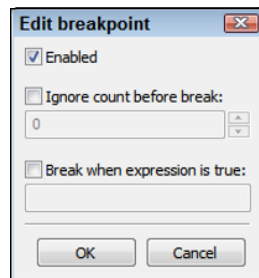 Edit breakpoint
Enabled
Ignore count before break:
0
Break when expression is true:
OK Cancel